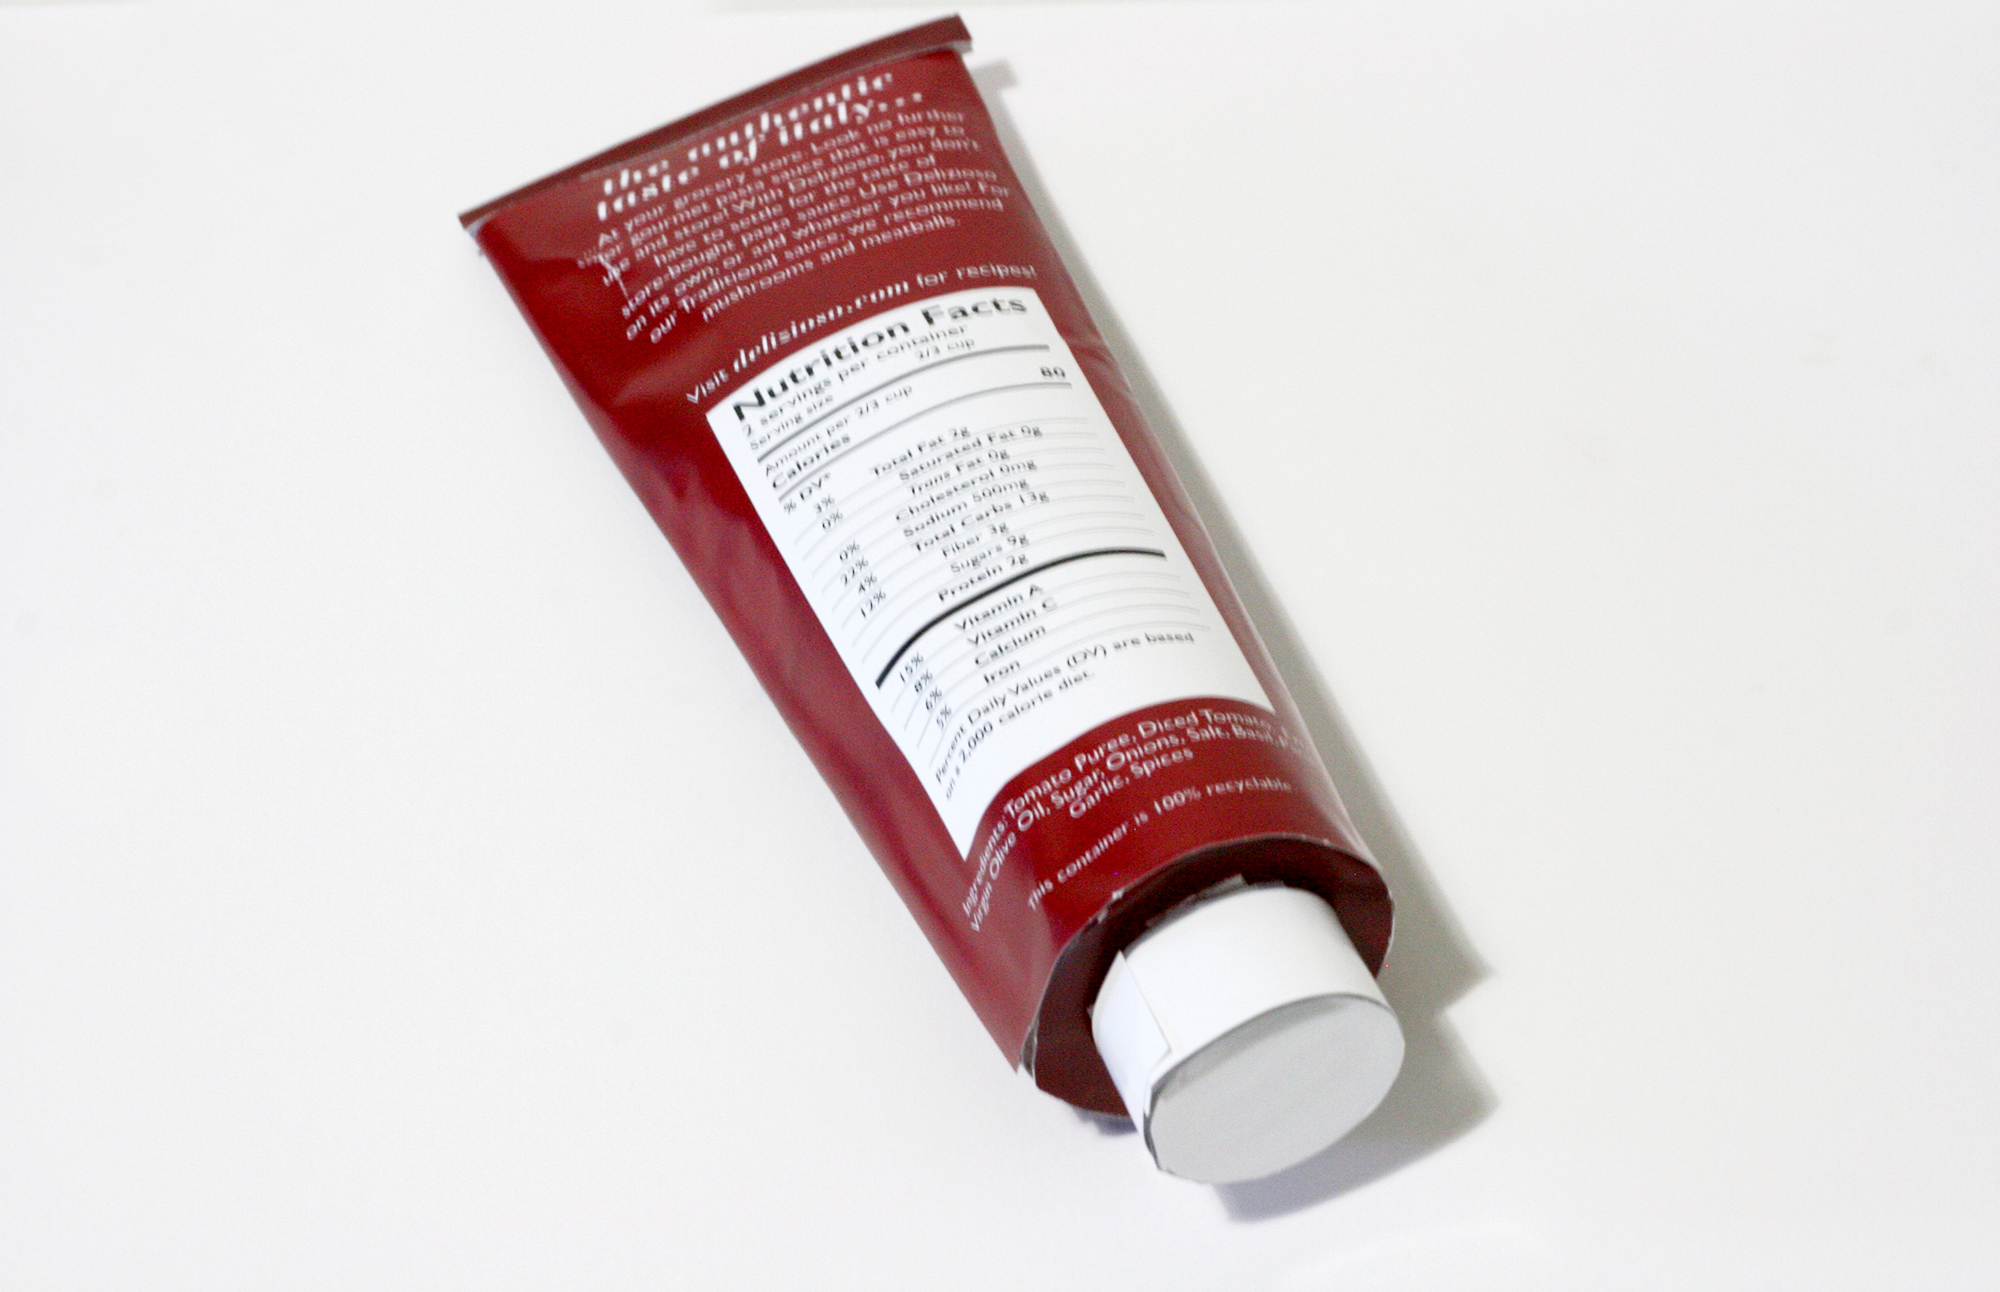 the authentic
taste of italy...
At your grocery store. Look no further
for gourmet pasta sauce that is easy to
use and store! With Delizioso, you don't
have to settle for the taste of
store-bought pasta sauce. Use Delizioso
on its own, or add whatever you like! For
our Traditional sauce, we recommend
mushrooms and meatballs.
Visit delizioso.com for recipes!
Nutrition Facts
2 servings per container
Serving size 2/3 cup
Amount per 2/3 cup
Calories 80
% DV*
3% Total Fat 2g
0% Saturated Fat 0g
Trans Fat 0g
0% Cholesterol 0mg
22% Sodium 500mg
4% Total Carbs 13g
12% Fiber 3g
Sugars 9g
Protein 2g
15% Vitamin A
8% Vitamin C
6% Calcium
5% Iron
Percent Daily Values (DV) are based
on a 2,000 calorie diet.
Ingredients: Tomato Puree, Diced
Virgin Olive Oil, Sugar, Onions, Salt, Basil,
Garlic, Spices
This container is 100% recyclable